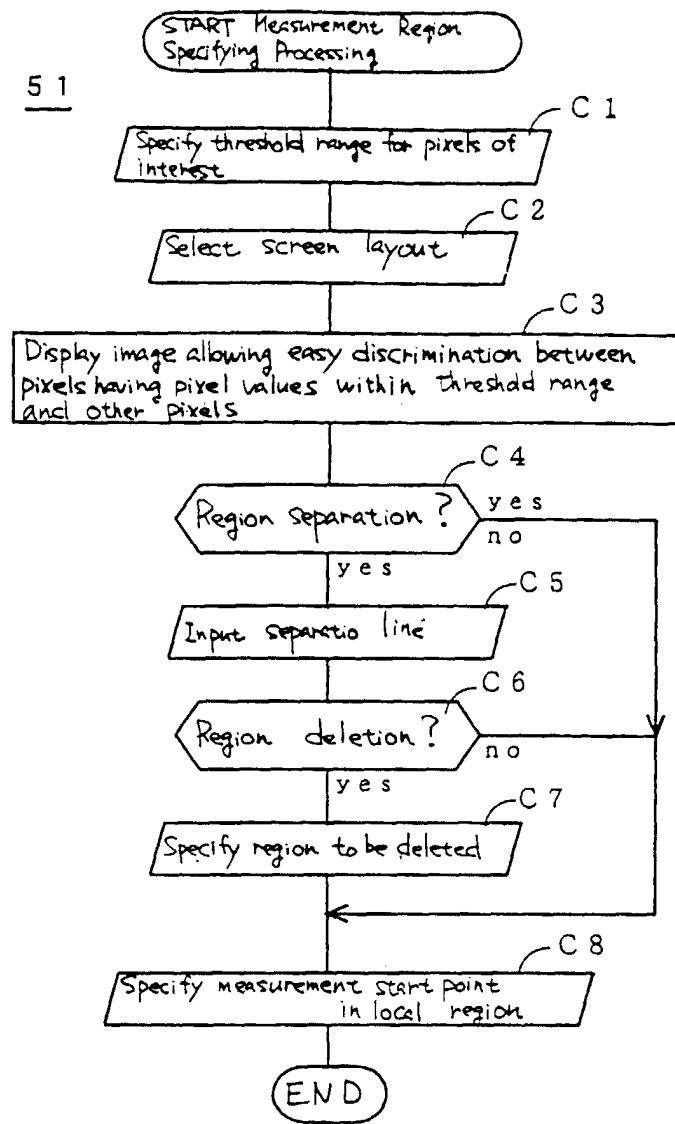 START Measurement Region
Specifying Processing
51
C1
Specify threshold range for pixels of
interest
C2
Select screen layout
C3
Display image allowing easy discrimination between
pixels having pixel values within threshold range
and other pixels
C4
Region separation?
yes
no
yes
C5
Input separatio line
C6
Region deletion?
no
yes
C7
Specify region to be deleted
C8
Specify measurement start point
in local region
END